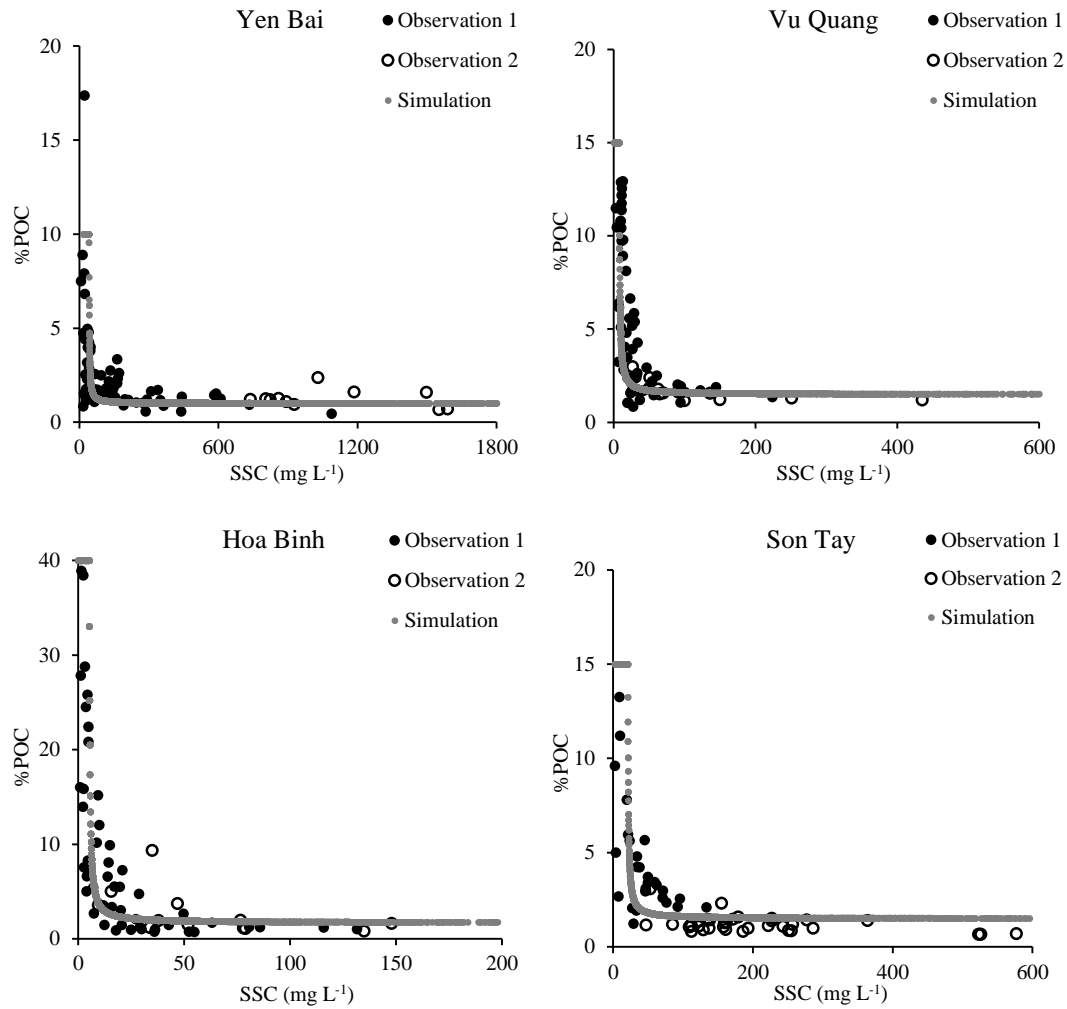 Yen Bai
Observation 1
Observation 2
Simulation
20
15
10
5
0
%POC
0 600 1200 1800
SSC (mg L⁻¹)
Vu Quang
Observation 1
Observation 2
Simulation
20
15
10
5
0
%POC
0 200 400 600
SSC (mg L⁻¹)
Hoa Binh
Observation 1
Observation 2
Simulation
40
30
20
10
0
%POC
0 50 100 150 200
SSC (mg L⁻¹)
Son Tay
Observation 1
Observation 2
Simulation
20
15
10
5
0
%POC
0 200 400 600
SSC (mg L⁻¹)